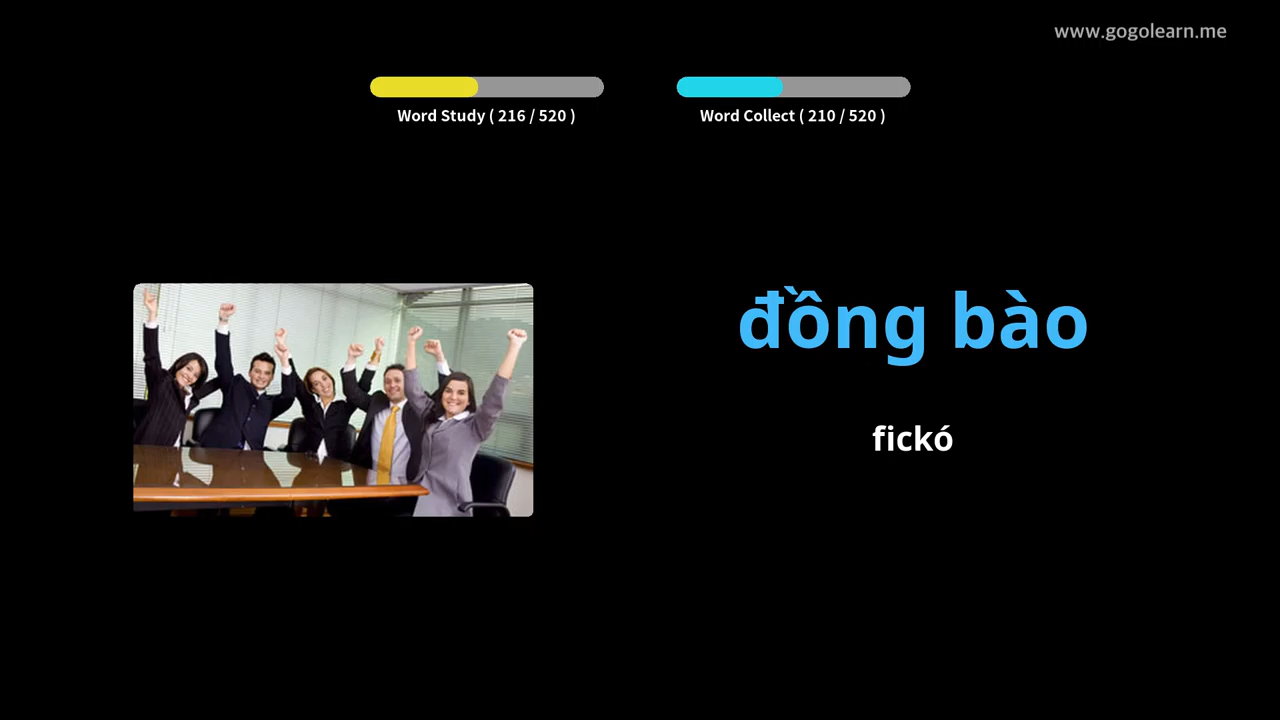 www.gogolearn.me
Word Study ( 216 / 520 )
Word Collect ( 210 / 520 )
đồng bào
fickó